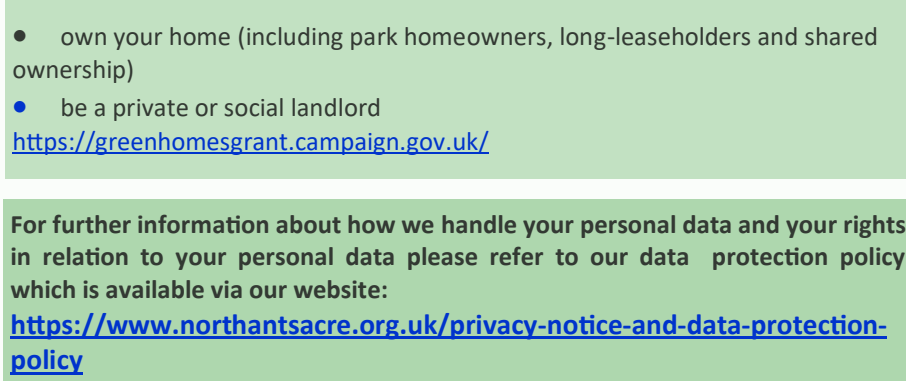 • own your home (including park homeowners, long-leaseholders and shared
ownership)
• be a private or social landlord
https://greenhomesgrant.campaign.gov.uk/
For further information about how we handle your personal data and your rights
in relation to your personal data please refer to our data protection policy
which is available via our website:
https://www.northantsacre.org.uk/privacy-notice-and-data-protection-
policy